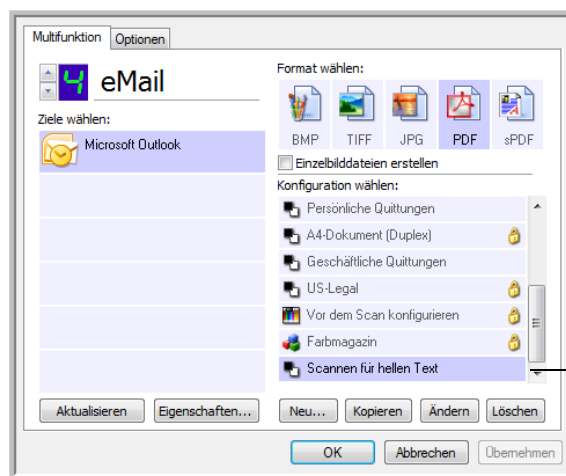 Multifunktion Optionen
4 eMail
Ziele wählen:
Microsoft Outlook
Format wählen:
BMP TIFF JPG PDF sPDF
Einzelbilddateien erstellen
Konfiguration wählen:
Persönliche Quittungen
A4-Dokument (Duplex)
Geschäftliche Quittungen
US-Legal
Vor dem Scan konfigurieren
Farbmagazin
Scannen für hellen Text
Aktualisieren Eigenschaften... Neu... Kopieren Ändern Löschen
OK Abbrechen Übernehmen